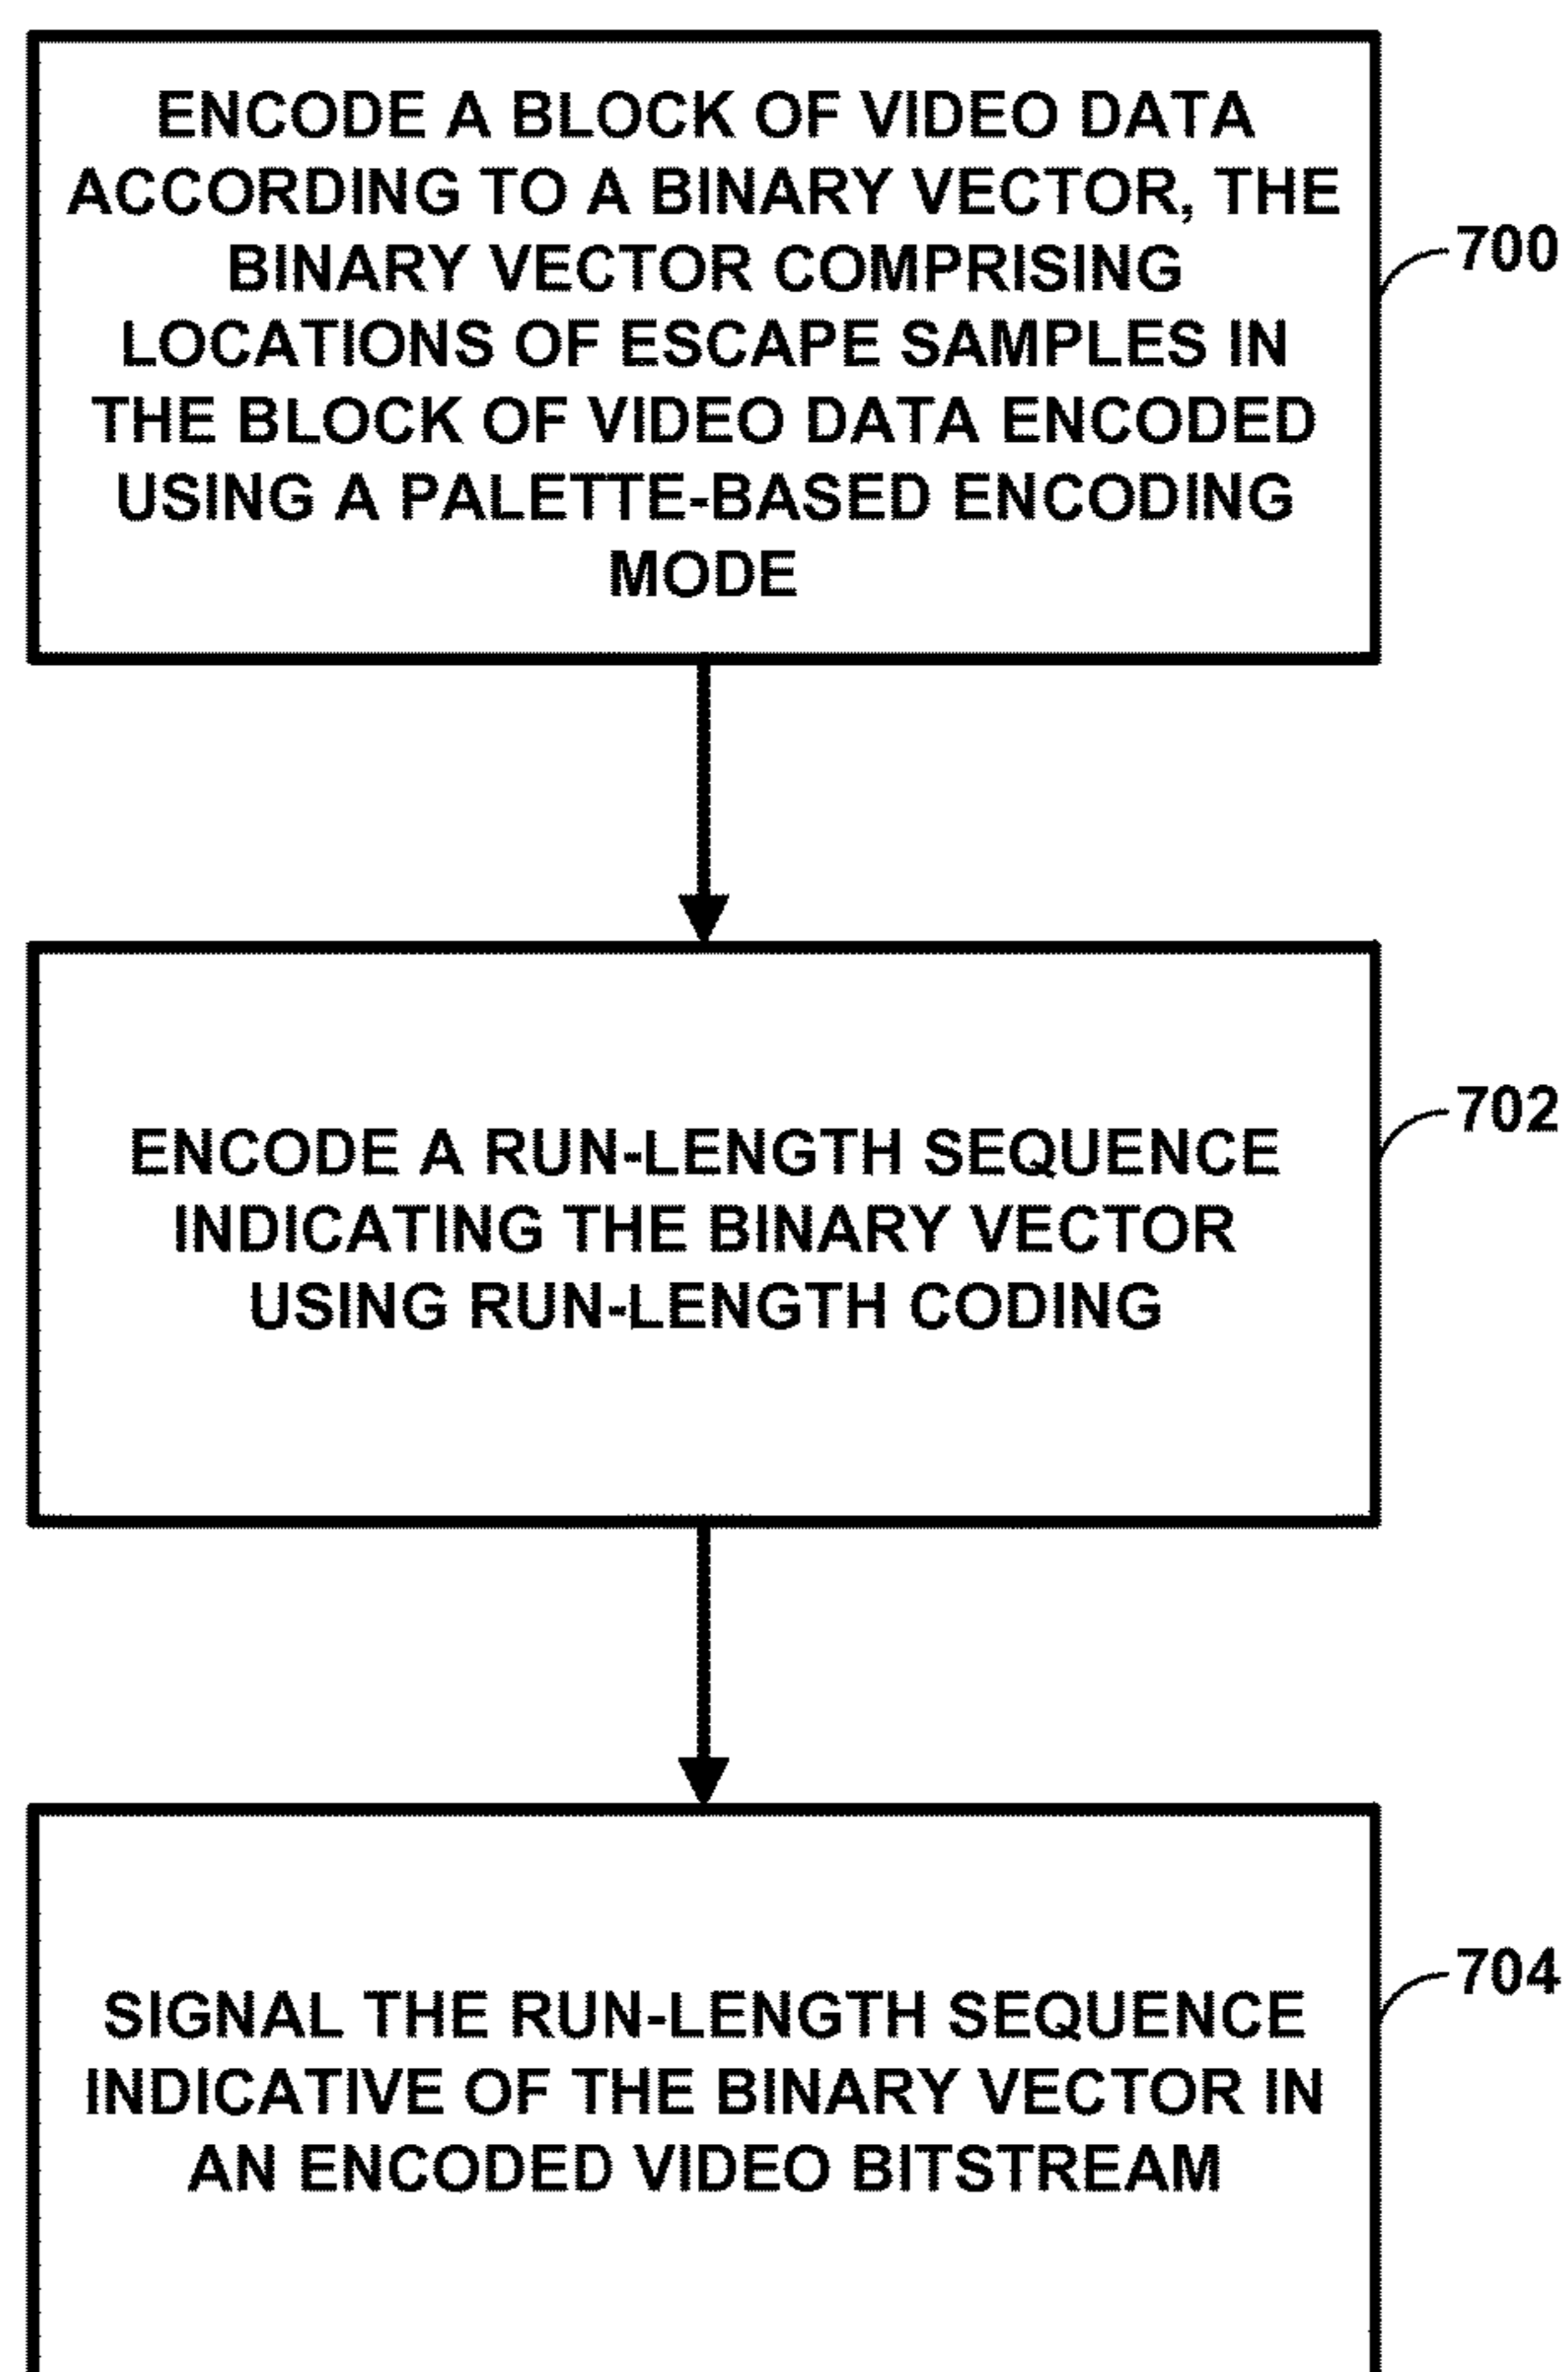 ENCODE A BLOCK OF VIDEO DATA
ACCORDING TO A BINARY VECTOR, THE
BINARY VECTOR COMPRISING
LOCATIONS OF ESCAPE SAMPLES IN
THE BLOCK OF VIDEO DATA ENCODED
USING A PALETTE-BASED ENCODING
MODE
700
ENCODE A RUN-LENGTH SEQUENCE
INDICATING THE BINARY VECTOR
USING RUN-LENGTH CODING
702
SIGNAL THE RUN-LENGTH SEQUENCE
INDICATIVE OF THE BINARY VECTOR IN
AN ENCODED VIDEO BITSTREAM
704